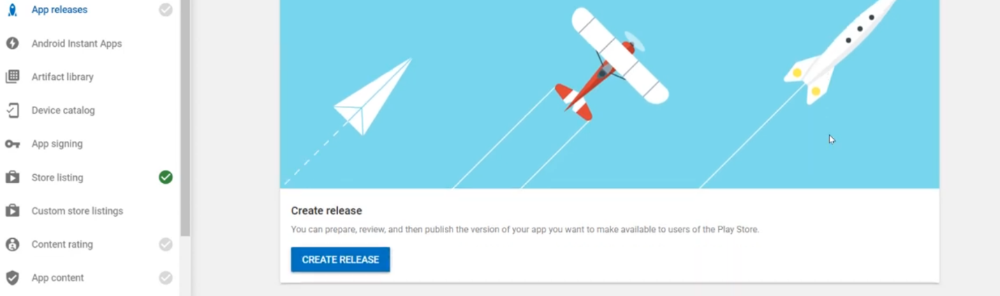 App releases
Android Instant Apps
Artifact library
Device catalog
App signing
Store listing
Custom store listings
Content rating
App content
Create release
You can prepare, review, and then publish the version of your app you want to make available to users of the Play Store.
CREATE RELEASE